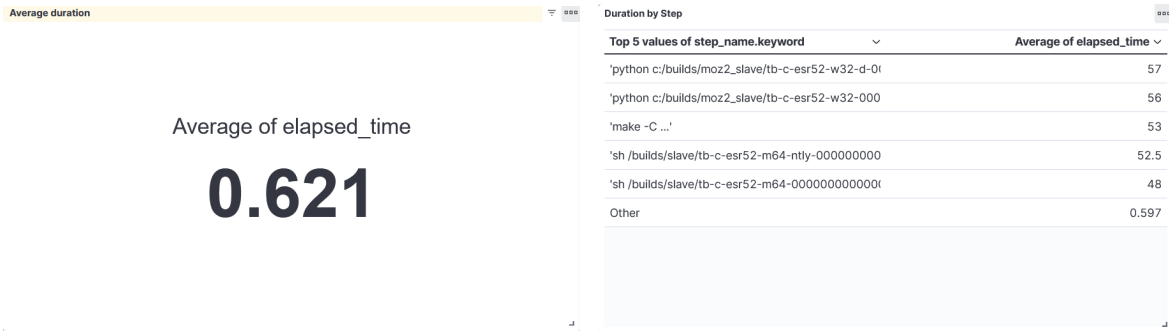 Average duration
Average of elapsed_time
0.621
Duration by Step
Top 5 values of step_name.keyword Average of elapsed_time
'python c:/builds/moz2_slave/tb-c-esr52-w32-d-00 57
'python c:/builds/moz2_slave/tb-c-esr52-w32-000 56
'make -C ...' 53
'sh /builds/slave/tb-c-esr52-m64-ntly-000000000 52.5
'sh /builds/slave/tb-c-esr52-m64-0000000000000 48
Other 0.597